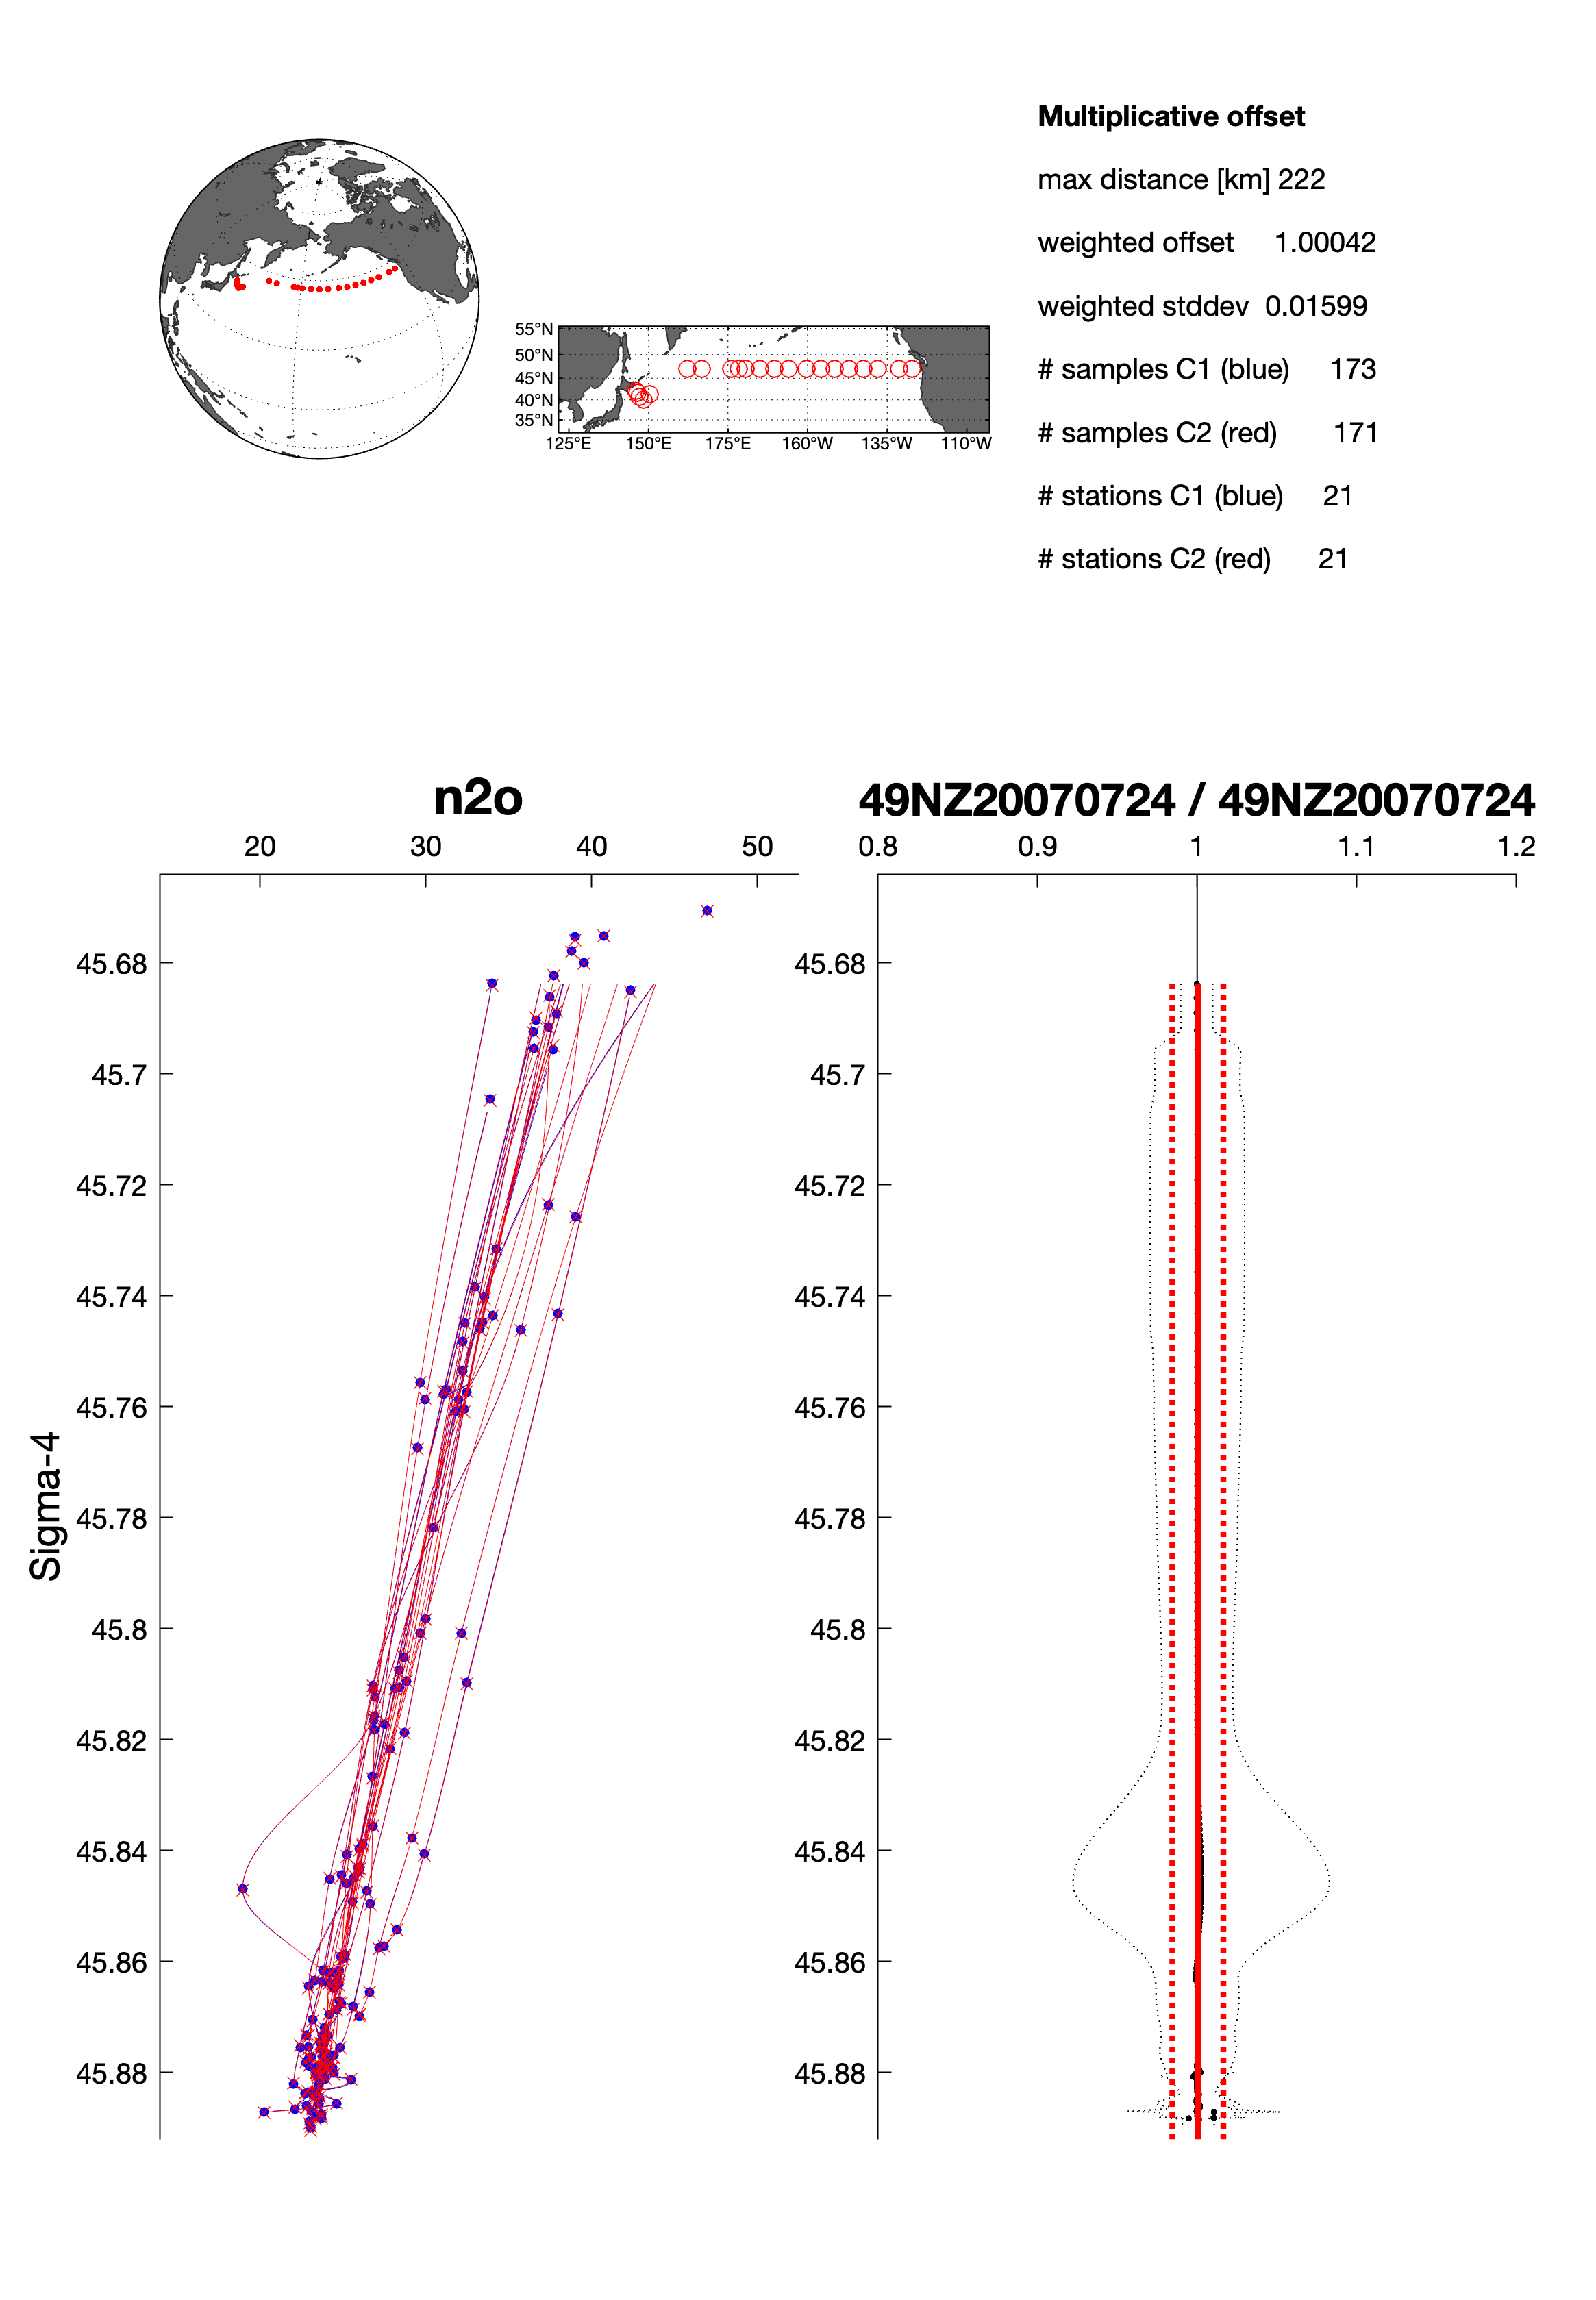 Multiplicative offset
max distance [km] 222
weighted offset 1.00042
weighted stddev 0.01599
# samples C1 (blue) 173
# samples C2 (red) 171
# stations C1 (blue) 21
# stations C2 (red) 21
55°N
50°N
45°N
40°N
35°N
125°E 150°E 175°E 160°W 135°W 110°W
n2o
20 30 40 50
45.68
45.7
45.72
45.74
45.76
45.78
45.8
45.82
45.84
45.86
45.88
Sigma-4
49NZ20070724 / 49NZ20070724
0.8 0.9 1 1.1 1.2
45.68
45.7
45.72
45.74
45.76
45.78
45.8
45.82
45.84
45.86
45.88